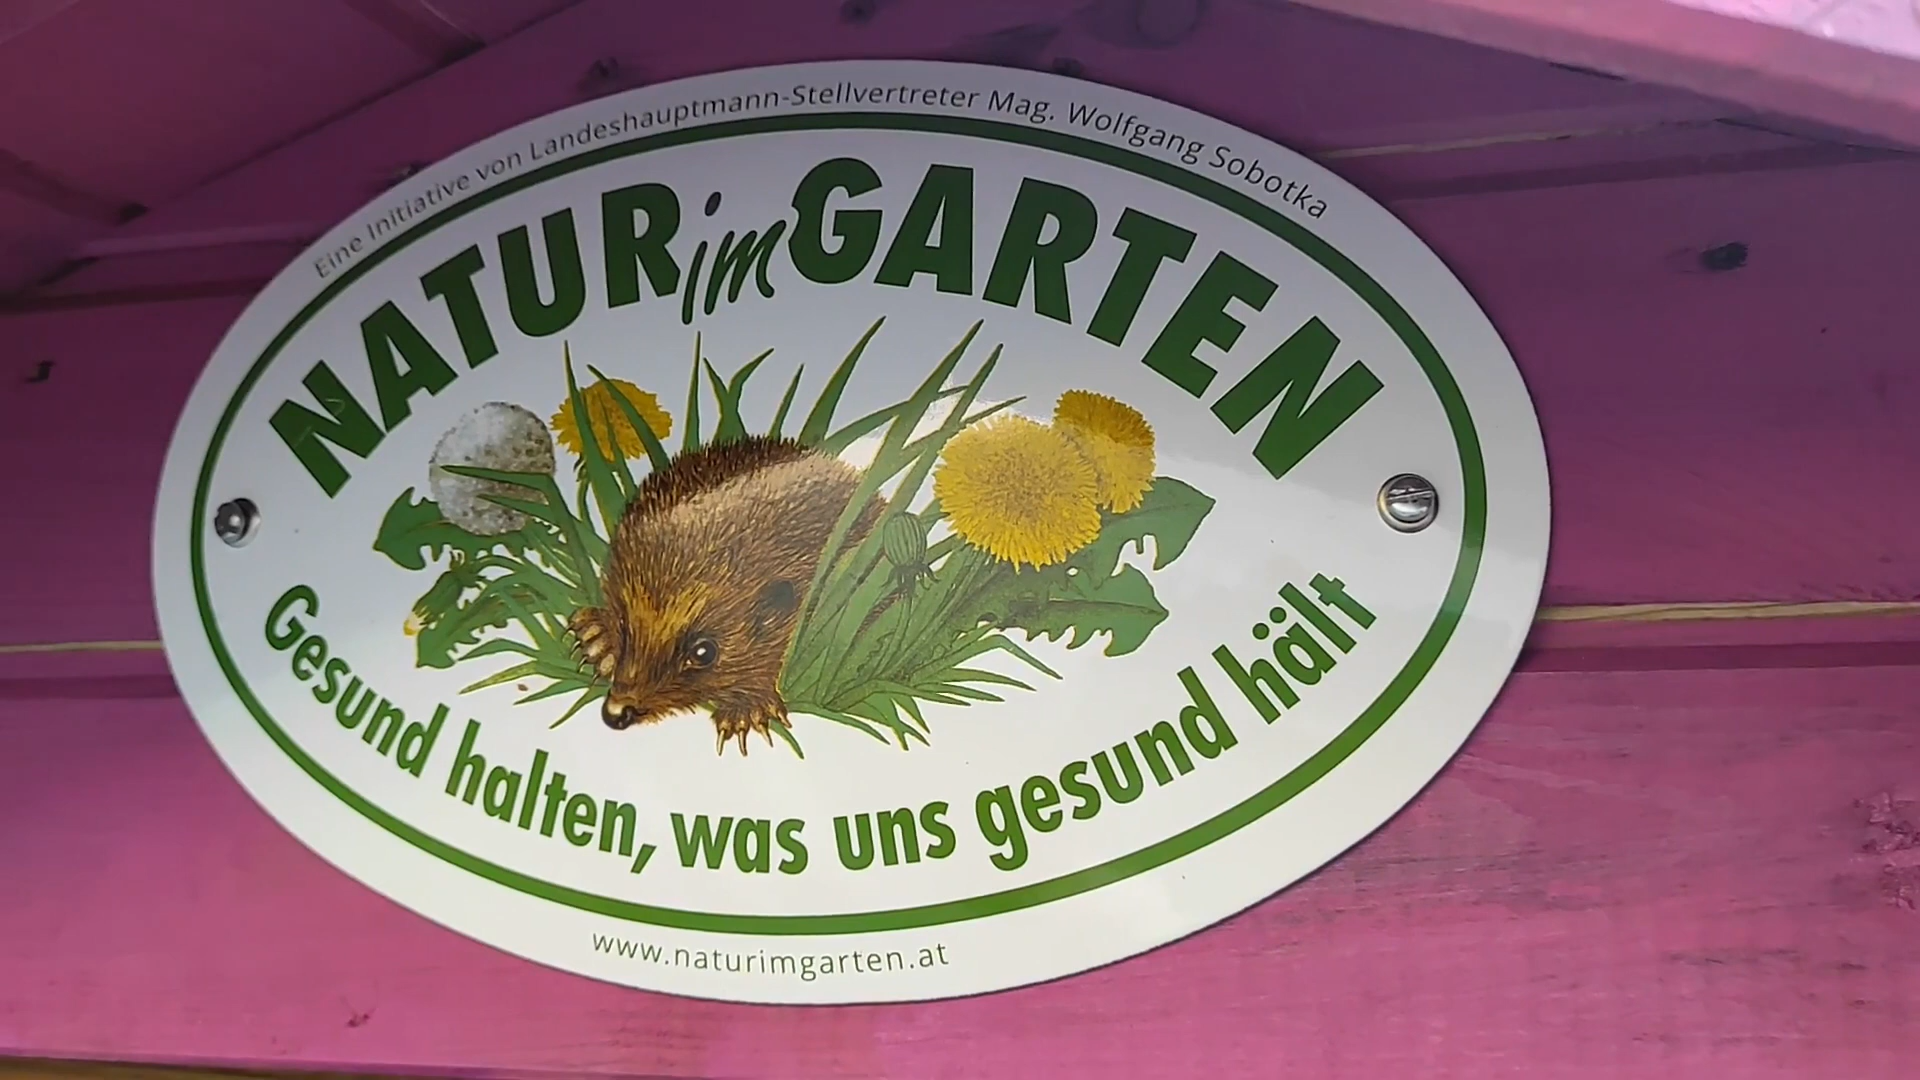 Eine Initiative von Landeshauptmann-Stellvertreter Mag. Wolfgang Sobotka
NATUR im GARTEN
Gesund halten, was uns gesund hält
www.naturimgarten.at